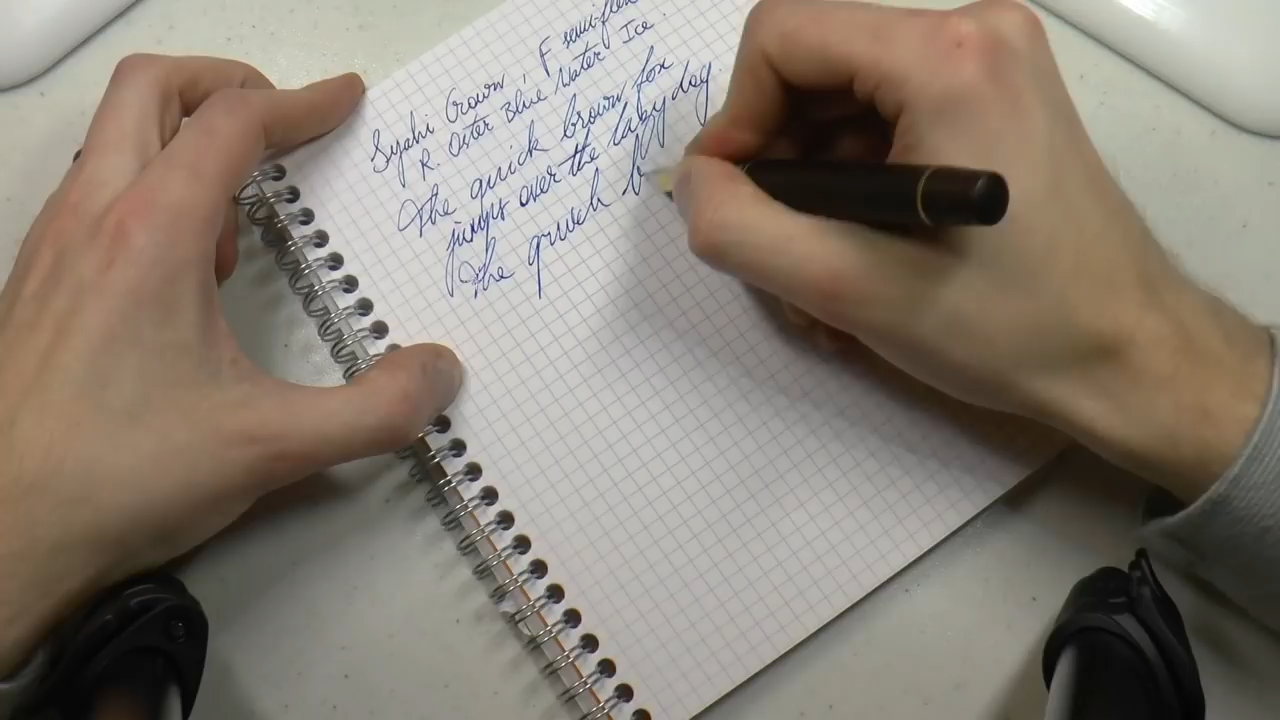 Syahi Crown, F semi-flex
R. Oster Blue Water Ice
The quick brown fox
jumps over the lazy dog
The quick b